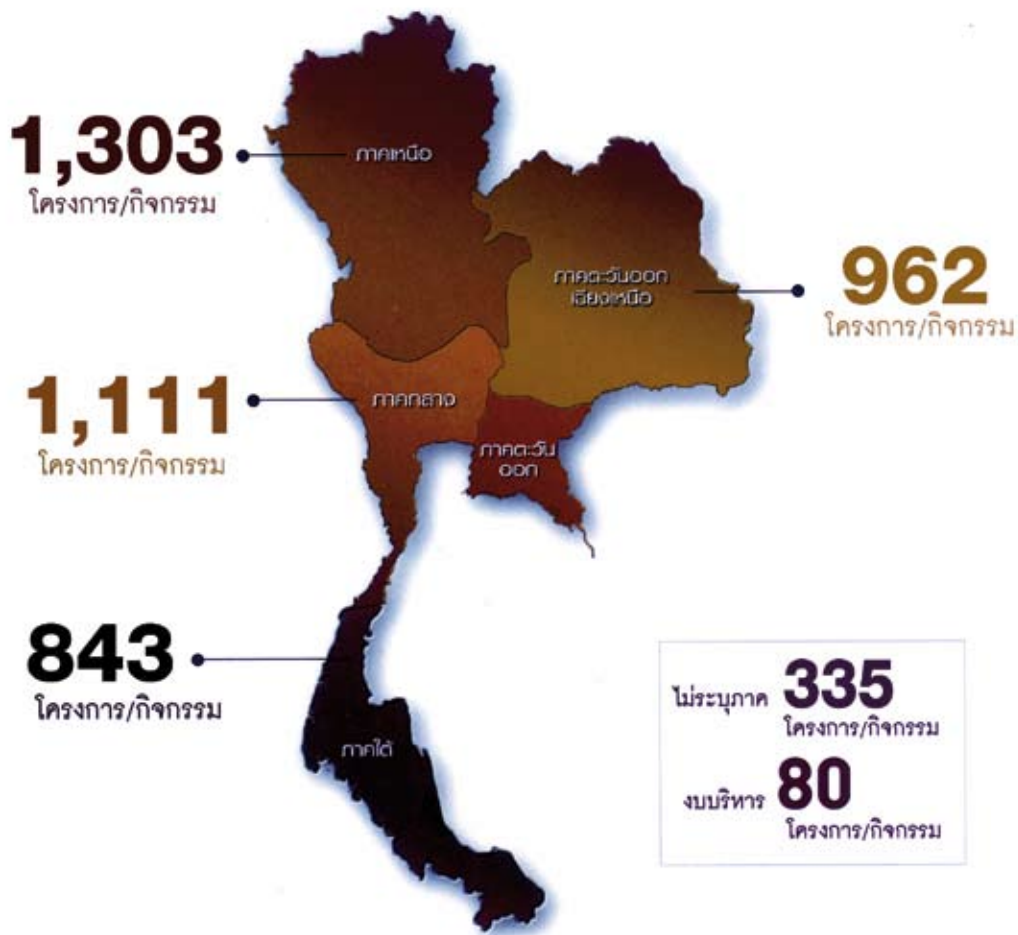 ภาคเหนือ
1,303
โครงการ/กิจกรรม
ภาคตะวันออก
เฉียงเหนือ
962
โครงการ/กิจกรรม
1,111
โครงการ/กิจกรรม
ภาคกลาง
ภาคตะวัน
ออก
843
โครงการ/กิจกรรม
ภาคใต้
ไม่ระบุภาค 335
โครงการ/กิจกรรม
งบบริหาร 80
โครงการ/กิจกรรม